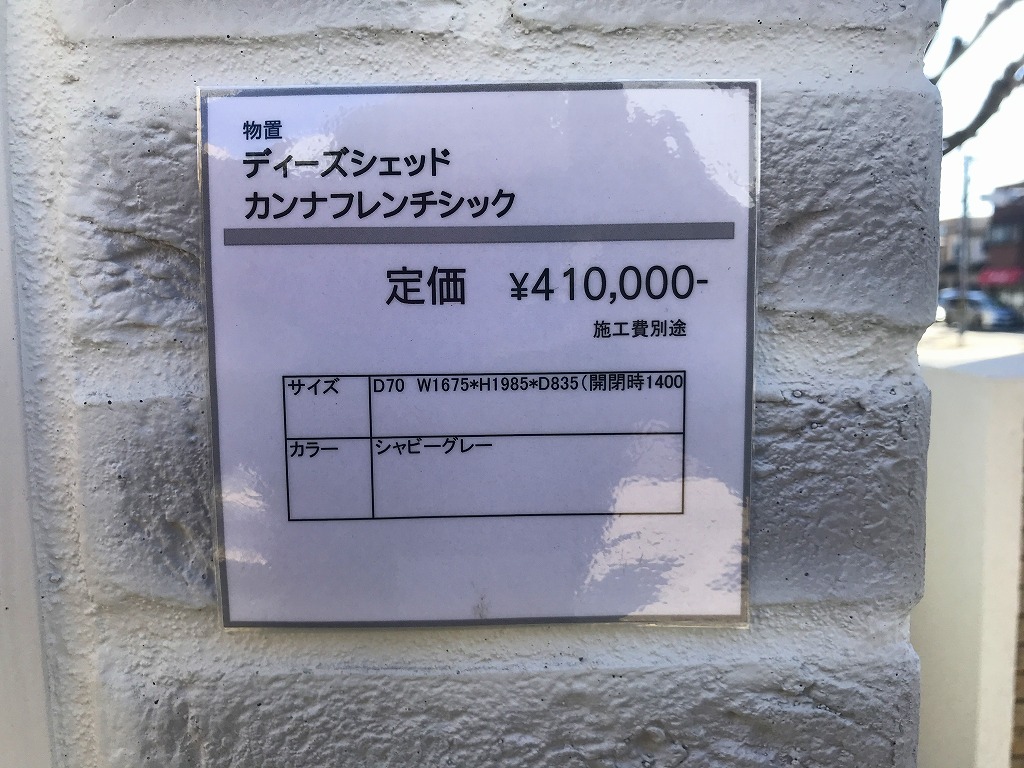 物置
ディーズシェッド
カンナフレンチシック
定価 ¥410,000-
施工費別途
サイズ D70 W1675*H1985*D835(開閉時1400
カラー シャビーグレー